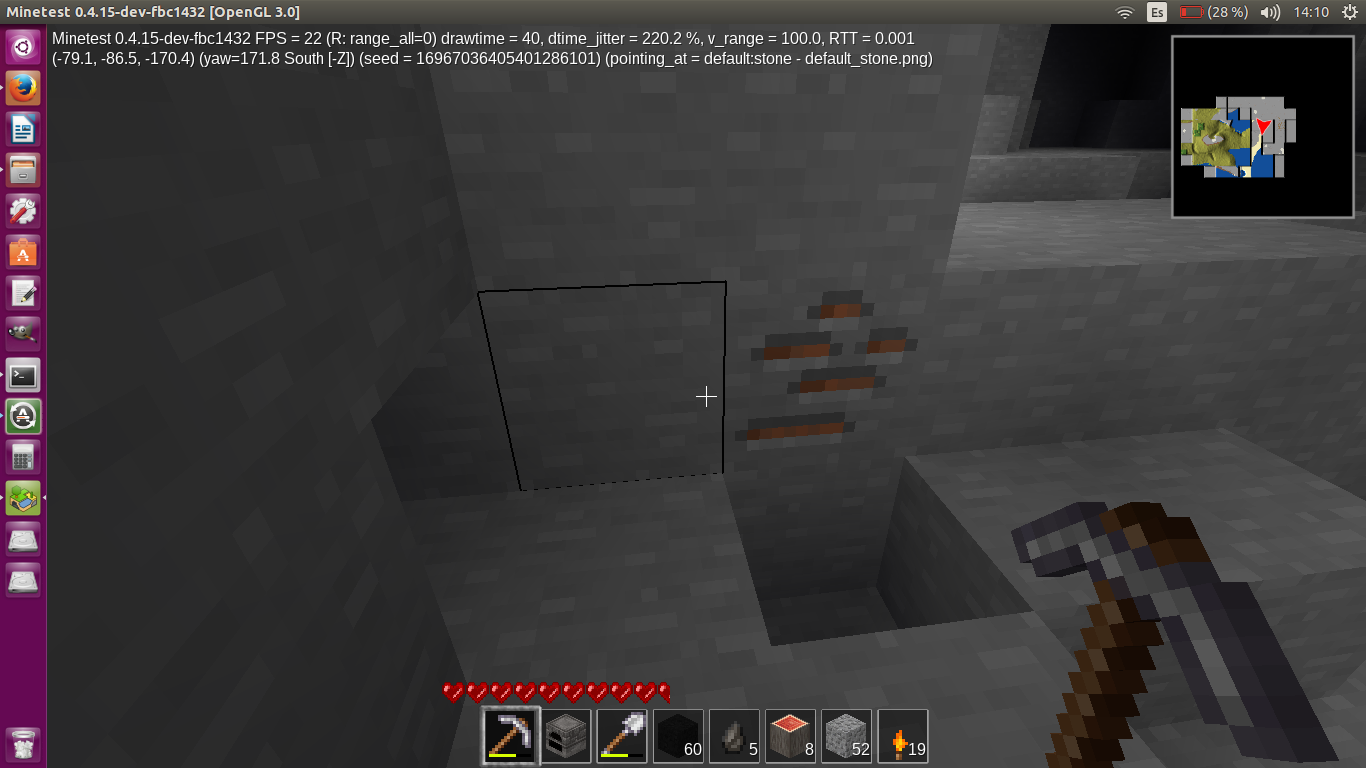 Minetest 0.4.15-dev-fbc1432 [OpenGL 3.0]
Es
(28 %)
14:10
Minetest 0.4.15-dev-fbc1432 FPS = 22 (R: range_all=0) drawtime = 40, dtime_jitter = 220.2 %, v_range = 100.0, RTT = 0.001
(-79.1, -86.5, -170.4) (yaw=171.8 South [-Z]) (seed = 16967036405401286101) (pointing_at = default:stone - default_stone.png)
60
5
8
52
19